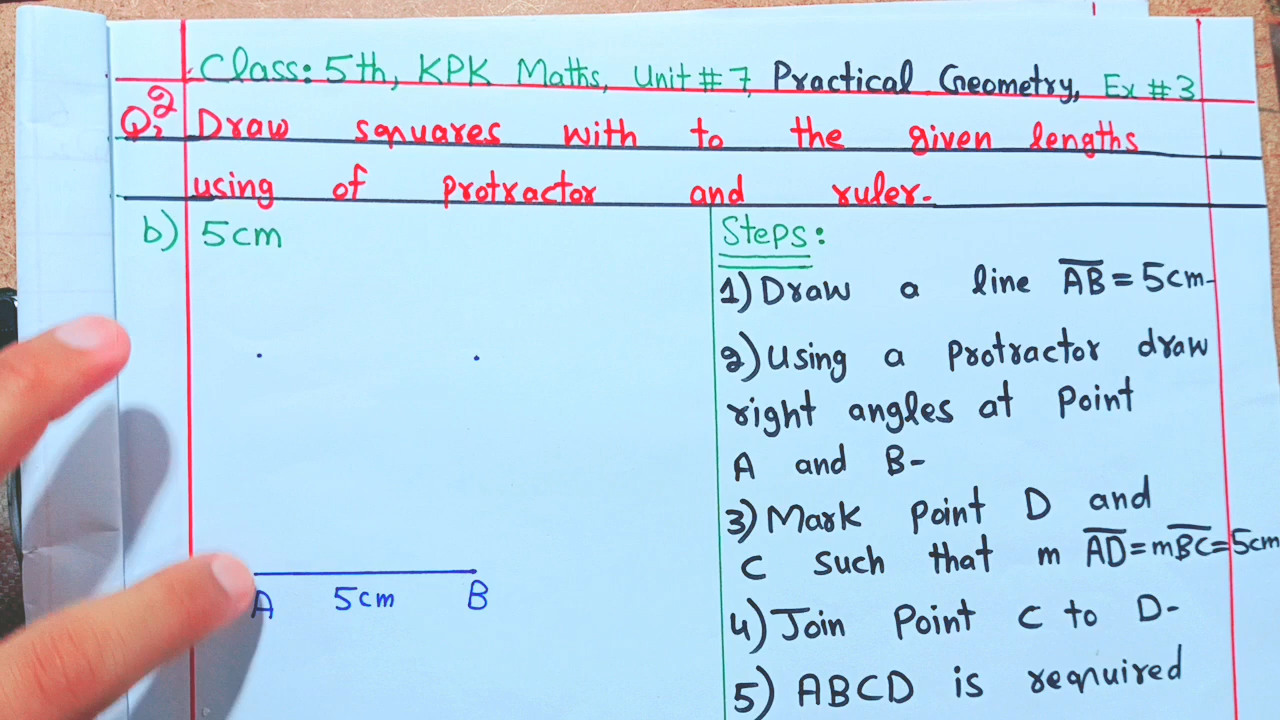 Class: 5th, KPK Maths, Unit # 7, Practical Geometry, Ex # 3
Q,2 Draw squares with to the given lengths
using of protractor and ruler.
b) 5cm
A 5cm B
Steps:
1) Draw a line AB = 5cm.
2) Using a protractor draw
right angles at Point
A and B-
3) Mark Point D and
C such that m AD = mBC = 5cm
4) Join Point C to D-
5) ABCD is required